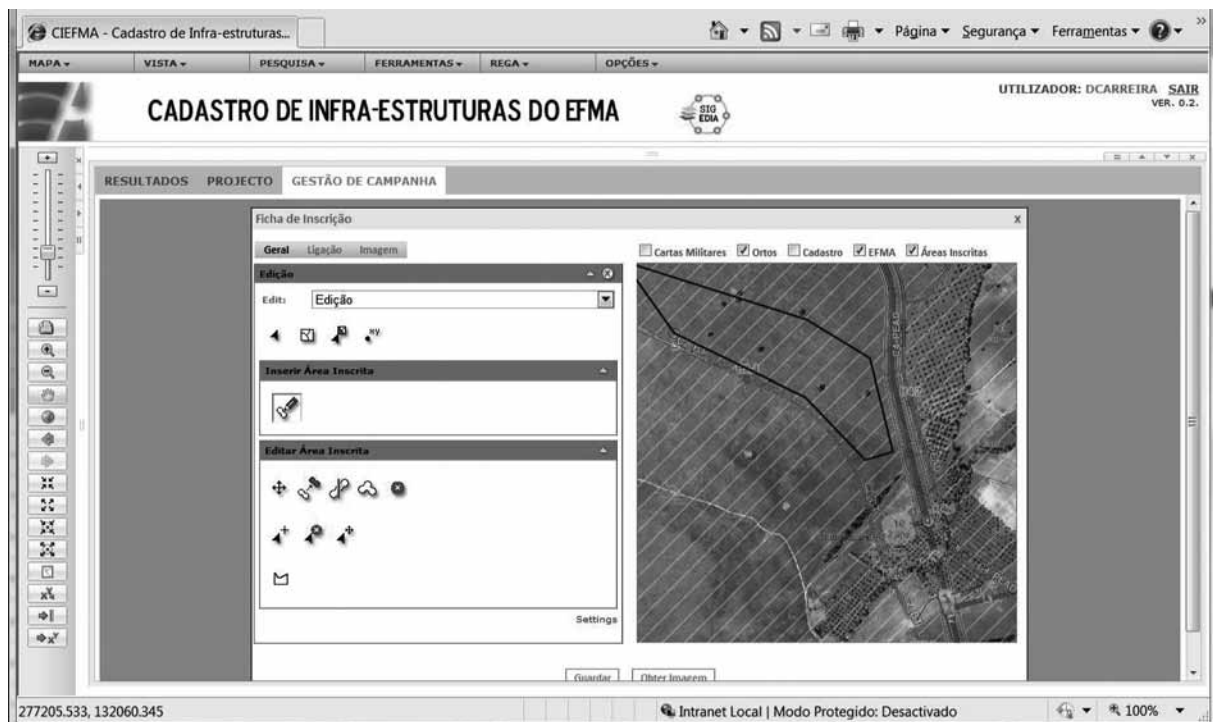 CIEFMA - Cadastro de Infra-estruturas...
Página Segurança Ferramentas
MAPA VISTA PESQUISA FERRAMENTAS REGA OPÇÕES
CADASTRO DE INFRA-ESTRUTURAS DO EFMA
SIG
EDIA
UTILIZADOR: DCARREIRA SAIR
VER. 0.2.
RESULTADOS PROJECTO GESTÃO DE CAMPANHA
Ficha de Inscrição X
Geral Ligação Imagem
Cartas Militares Ortos Cadastro EFMA Áreas Inscritas
Edição
Edit: Edição
Inserir Área Inscrita
Editar Área Inscrita
Settings
Guardar Obter Imagem
277205.533, 132060.345
Intranet Local | Modo Protegido: Desactivado
100%